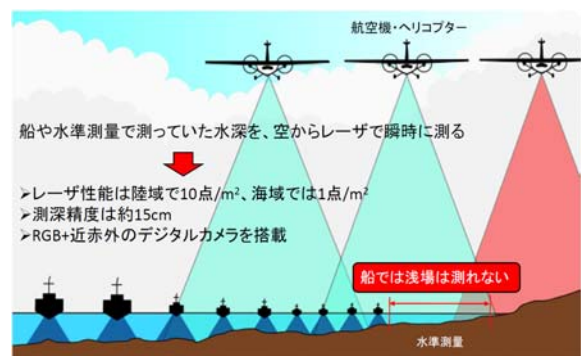 航空機・ヘリコプター
船や水準測量で測っていた水深を、空からレーザで瞬時に測る
➢レーザ性能は陸域で10点/m²、海域では1点/m²
➢測深精度は約15cm
➢RGB+近赤外のデジタルカメラを搭載
船では浅場は測れない
水準測量